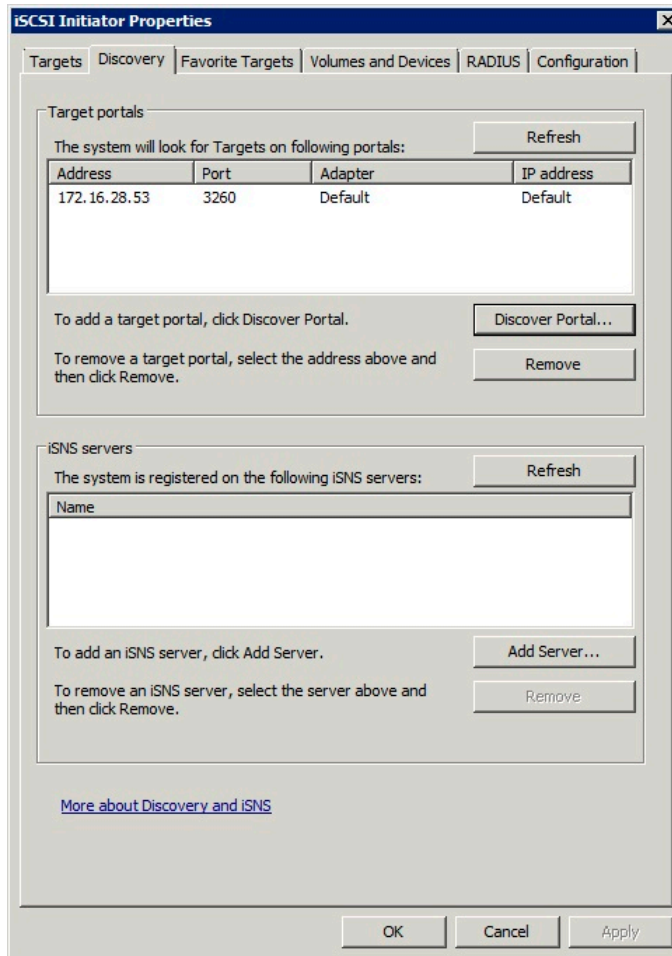 iSCSI Initiator Properties
Targets Discovery Favorite Targets Volumes and Devices RADIUS Configuration
Target portals
The system will look for Targets on following portals:
Refresh
Address Port Adapter IP address
172.16.28.53 3260 Default Default
To add a target portal, click Discover Portal.
Discover Portal...
To remove a target portal, select the address above and
then click Remove.
Remove
iSNS servers
The system is registered on the following iSNS servers:
Refresh
Name
To add an iSNS server, click Add Server.
Add Server...
To remove an iSNS server, select the server above and
then click Remove.
Remove
More about Discovery and iSNS
OK Cancel Apply